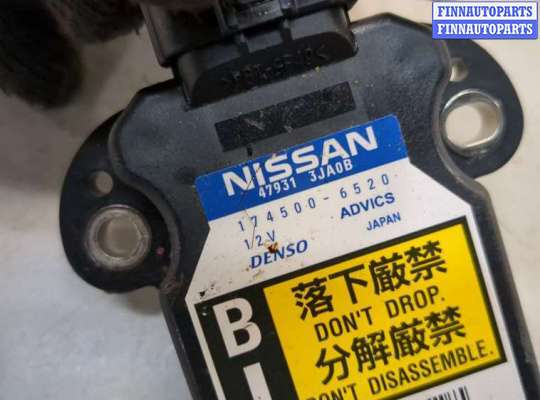 FINNAUTOPARTS
FINNAUTOPARTS
NISSAN
47931 3JA0B
174500-6520
12V ADVICS
DENSO JAPAN
B
落下厳禁
DON'T DROP.
分解厳禁
DON'T DISASSEMBLE.